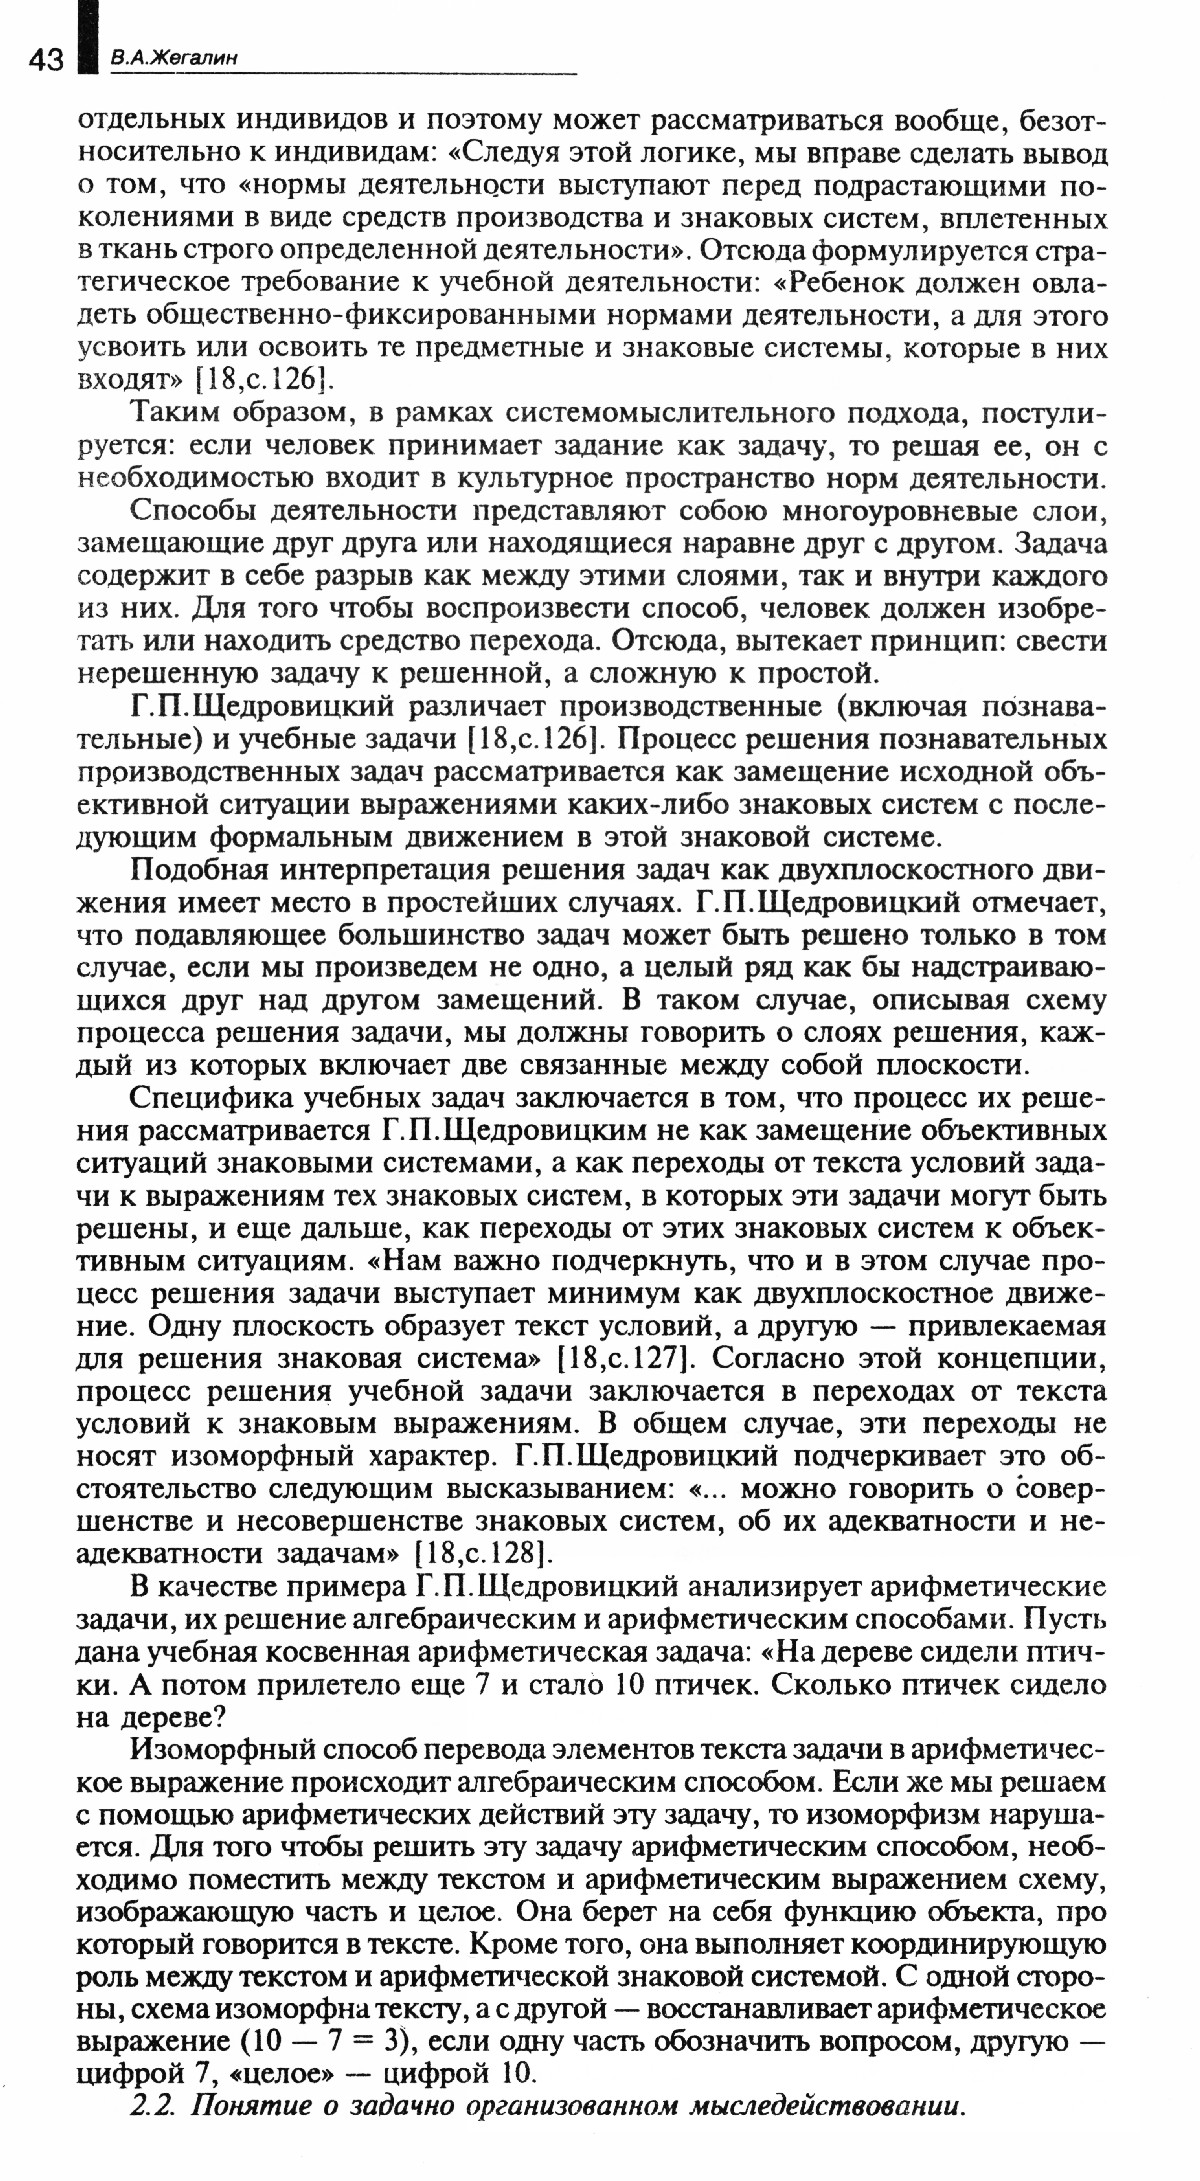 43 В.А.Жегалин
отдельных индивидов и поэтому может рассматриваться вообще, безот-
носительно к индивидам: «Следуя этой логике, мы вправе сделать вывод
о том, что «нормы деятельности выступают перед подрастающими по-
колениями в виде средств производства и знаковых систем, вплетенных
в ткань строго определенной деятельности». Отсюда формулируется стра-
тегическое требование к учебной деятельности: «Ребенок должен овла-
деть общественно-фиксированными нормами деятельности, а для этого
усвоить или освоить те предметные и знаковые системы, которые в них
входят» [18,с.126].
Таким образом, в рамках системомыслительного подхода, постули-
руется: если человек принимает задание как задачу, то решая ее, он с
необходимостью входит в культурное пространство норм деятельности.
Способы деятельности представляют собою многоуровневые слои,
замещающие друг друга или находящиеся наравне друг с другом. Задача
содержит в себе разрыв как между этими слоями, так и внутри каждого
из них. Для того чтобы воспроизвести способ, человек должен изобре-
тать или находить средство перехода. Отсюда, вытекает принцип: свести
нерешенную задачу к решенной, а сложную к простой.
Г.П.Щедровицкий различает производственные (включая познава-
тельные) и учебные задачи [18,с.126]. Процесс решения познавательных
производственных задач рассматривается как замещение исходной объ-
ективной ситуации выражениями каких-либо знаковых систем с после-
дующим формальным движением в этой знаковой системе.
Подобная интерпретация решения задач как двухплоскостного дви-
жения имеет место в простейших случаях. Г.П.Щедровицкий отмечает,
что подавляющее большинство задач может быть решено только в том
случае, если мы произведем не одно, а целый ряд как бы надстраиваю-
щихся друг над другом замещений. В таком случае, описывая схему
процесса решения задачи, мы должны говорить о слоях решения, каж-
дый из которых включает две связанные между собой плоскости.
Специфика учебных задач заключается в том, что процесс их реше-
ния рассматривается Г.П.Щедровицким не как замещение объективных
ситуаций знаковыми системами, а как переходы от текста условий зада-
чи к выражениям тех знаковых систем, в которых эти задачи могут быть
решены, и еще дальше, как переходы от этих знаковых систем к объек-
тивным ситуациям. «Нам важно подчеркнуть, что и в этом случае про-
цесс решения задачи выступает минимум как двухплоскостное движе-
ние. Одну плоскость образует текст условий, а другую — привлекаемая
для решения знаковая система» [18,с.127]. Согласно этой концепции,
процесс решения учебной задачи заключается в переходах от текста
условий к знаковым выражениям. В общем случае, эти переходы не
носят изоморфный характер. Г.П.Щедровицкий подчеркивает это об-
стоятельство следующим высказыванием: «... можно говорить о совер-
шенстве и несовершенстве знаковых систем, об их адекватности и не-
адекватности задачам» [18,с.128].
В качестве примера Г.П.Щедровицкий анализирует арифметические
задачи, их решение алгебраическим и арифметическим способами. Пусть
дана учебная косвенная арифметическая задача: «На дереве сидели птич-
ки. А потом прилетело еще 7 и стало 10 птичек. Сколько птичек сидело
на дереве?
Изоморфный способ перевода элементов текста задачи в арифметичес-
кое выражение происходит алгебраическим способом. Если же мы решаем
с помощью арифметических действий эту задачу, то изоморфизм наруша-
ется. Для того чтобы решить эту задачу арифметическим способом, необ-
ходимо поместить между текстом и арифметическим выражением схему,
изображающую часть и целое. Она берет на себя функцию объекта, про
который говорится в тексте. Кроме того, она выполняет координирующую
роль между текстом и арифметической знаковой системой. С одной сторо-
ны, схема изоморфна тексту, а с другой — восстанавливает арифметическое
выражение (10 — 7 = 3), если одну часть обозначить вопросом, другую —
цифрой 7, «целое» — цифрой 10.
2.2. Понятие о задачно организованном мыследействовании.